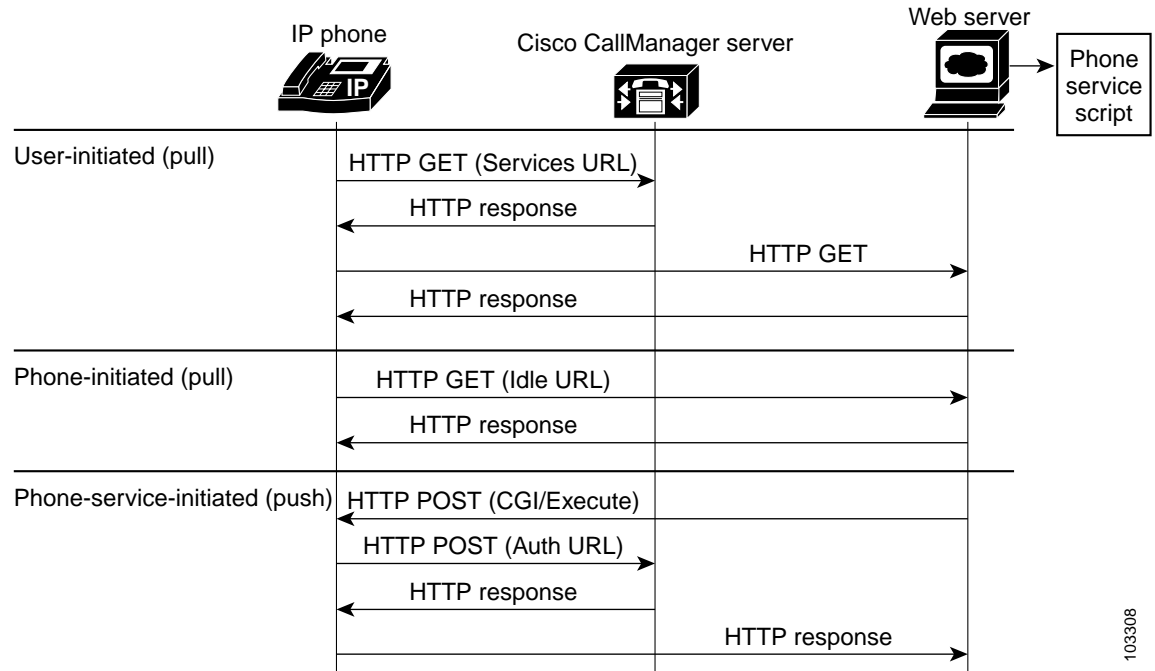 IP phone
Cisco CallManager server
Web server
IP
Phone
service
script
User-initiated (pull)
HTTP GET (Services URL)
HTTP response
HTTP GET
HTTP response
Phone-initiated (pull)
HTTP GET (Idle URL)
HTTP response
Phone-service-initiated (push)
HTTP POST (CGI/Execute)
HTTP POST (Auth URL)
HTTP response
HTTP response
103308